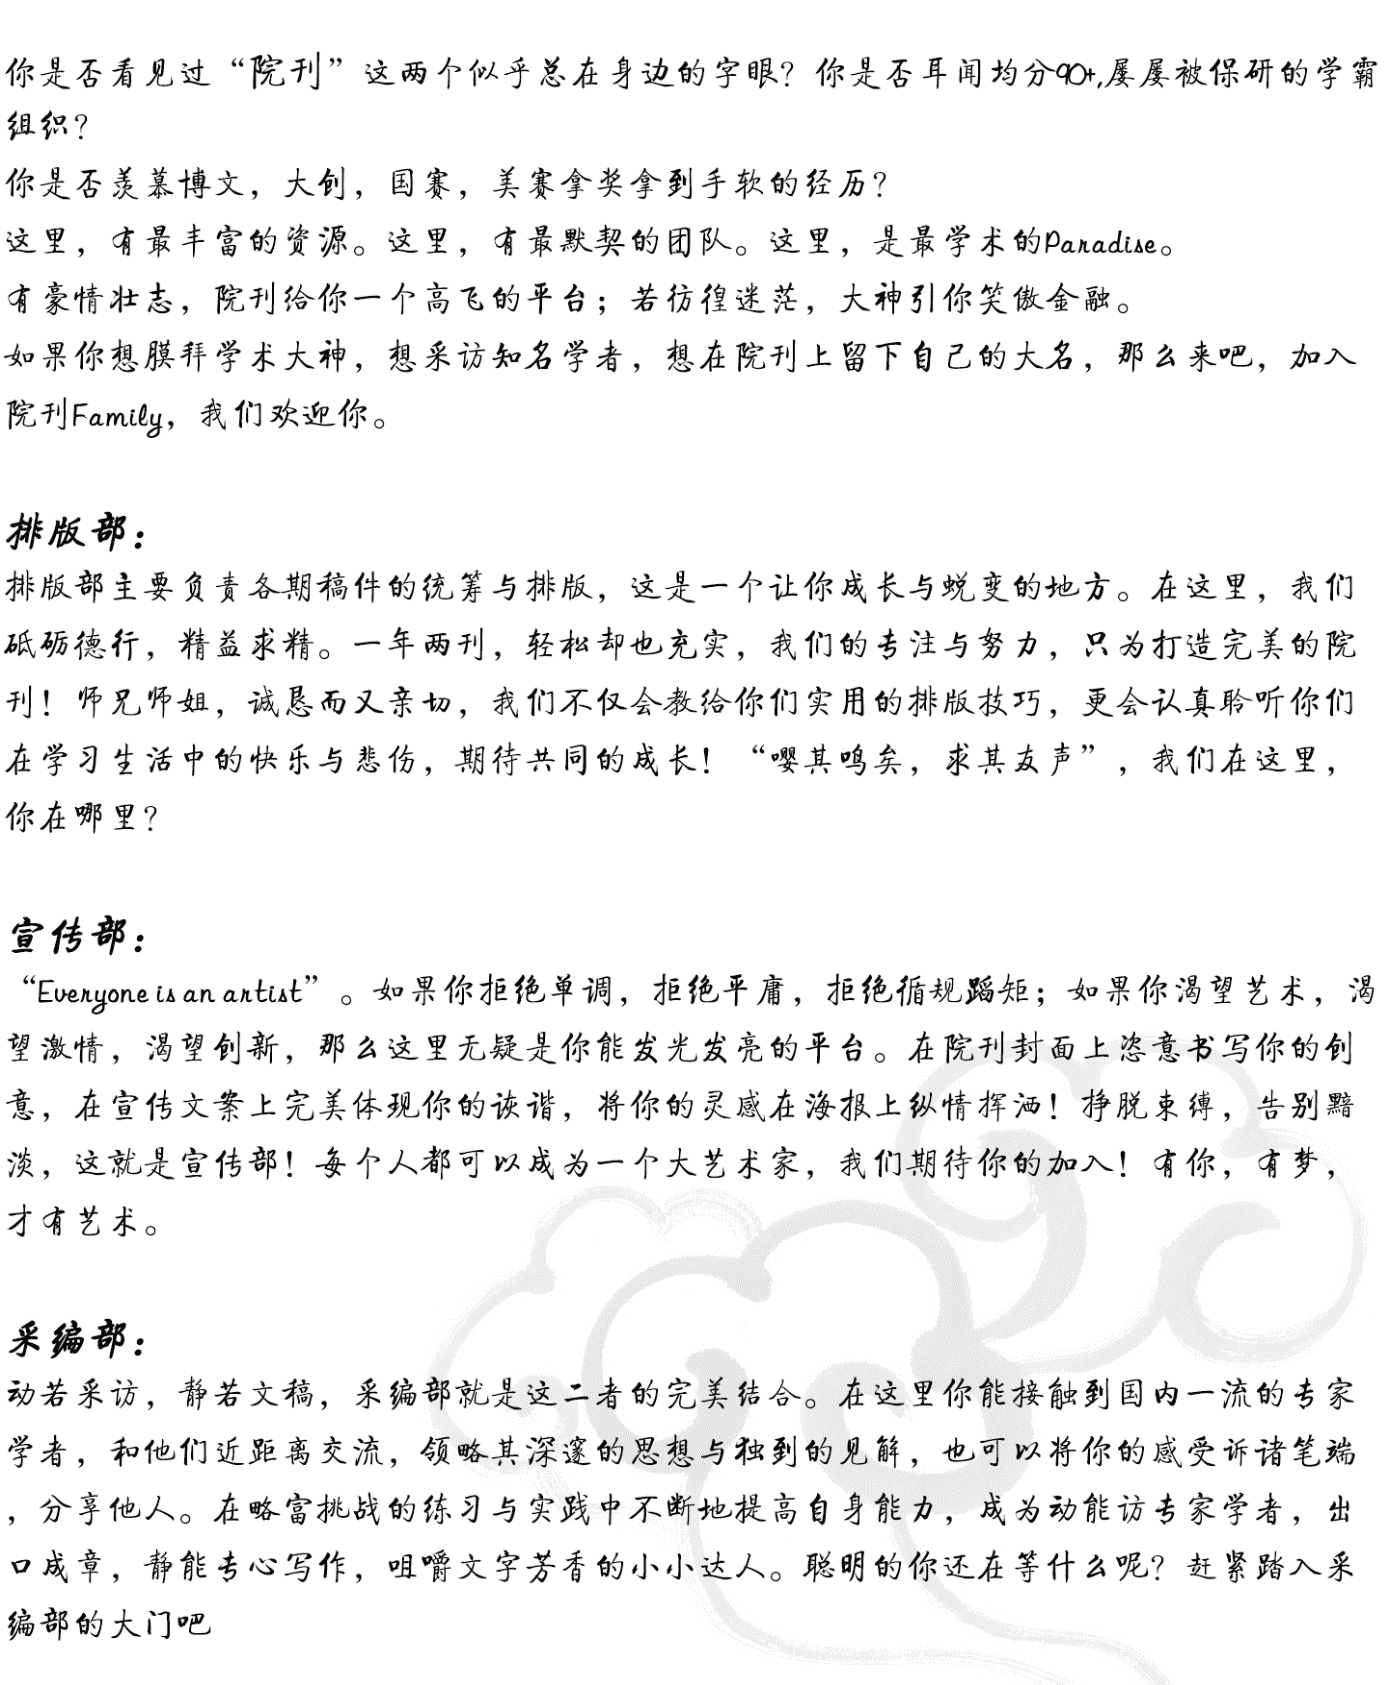 你是否看见过“院刊”这两个似乎总在身边的字眼？你是否耳闻均分90+,屡屡被保研的学霸
组织？
你是否羡慕博文，大创，国赛，美赛拿奖拿到手软的经历？
这里，有最丰富的资源。这里，有最默契的团队。这里，是最学术的Paradise。
有豪情壮志，院刊给你一个高飞的平台；若彷徨迷茫，大神引你笑傲金融。
如果你想膜拜学术大神，想采访知名学者，想在院刊上留下自己的大名，那么来吧，加入
院刊Family，我们欢迎你。
排版部：
排版部主要负责各期稿件的统筹与排版，这是一个让你成长与蜕变的地方。在这里，我们
砥砺德行，精益求精。一年两刊，轻松却也充实，我们的专注与努力，只为打造完美的院
刊！师兄师姐，诚恳而又亲切，我们不仅会教给你们实用的排版技巧，更会认真聆听你们
在学习生活中的快乐与悲伤，期待共同的成长！“嘤其鸣矣，求其友声”，我们在这里，
你在哪里？
宣传部：
“Everyone is an artist”。如果你拒绝单调，拒绝平庸，拒绝循规蹈矩；如果你渴望艺术，渴
望激情，渴望创新，那么这里无疑是你能发光发亮的平台。在院刊封面上恣意书写你的创
意，在宣传文案上完美体现你的诙谐，将你的灵感在海报上纵情挥洒！挣脱束缚，告别黯
淡，这就是宣传部！每个人都可以成为一个大艺术家，我们期待你的加入！有你，有梦，
才有艺术。
采编部：
动若采访，静若文稿，采编部就是这二者的完美结合。在这里你能接触到国内一流的专家
学者，和他们近距离交流，领略其深邃的思想与独到的见解，也可以将你的感受诉诸笔端
，分享他人。在略富挑战的练习与实践中不断地提高自身能力，成为动能访专家学者，出
口成章，静能专心写作，咀嚼文字芳香的小小达人。聪明的你还在等什么呢？赶紧踏入采
编部的大门吧